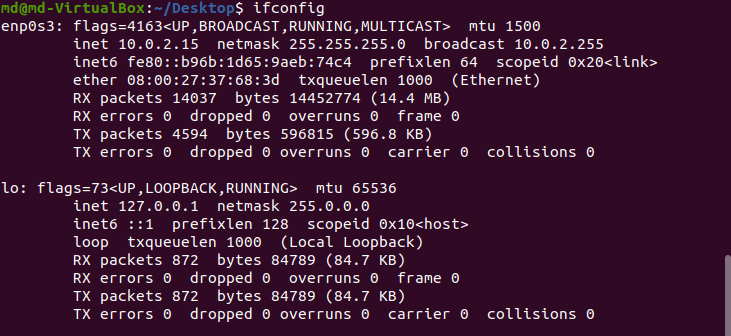 md@md-VirtualBox:~/Desktop$ ifconfig
enp0s3: flags=4163<UP,BROADCAST,RUNNING,MULTICAST>  mtu 1500
        inet 10.0.2.15  netmask 255.255.255.0  broadcast 10.0.2.255
        inet6 fe80::b96b:1d65:9aeb:74c4  prefixlen 64  scopeid 0x20<link>
        ether 08:00:27:37:68:3d  txqueuelen 1000  (Ethernet)
        RX packets 14037  bytes 14452774 (14.4 MB)
        RX errors 0  dropped 0  overruns 0  frame 0
        TX packets 4594  bytes 596815 (596.8 KB)
        TX errors 0  dropped 0 overruns 0  carrier 0  collisions 0

lo: flags=73<UP,LOOPBACK,RUNNING>  mtu 65536
        inet 127.0.0.1  netmask 255.0.0.0
        inet6 ::1  prefixlen 128  scopeid 0x10<host>
        loop  txqueuelen 1000  (Local Loopback)
        RX packets 872  bytes 84789 (84.7 KB)
        RX errors 0  dropped 0  overruns 0  frame 0
        TX packets 872  bytes 84789 (84.7 KB)
        TX errors 0  dropped 0 overruns 0  carrier 0  collisions 0